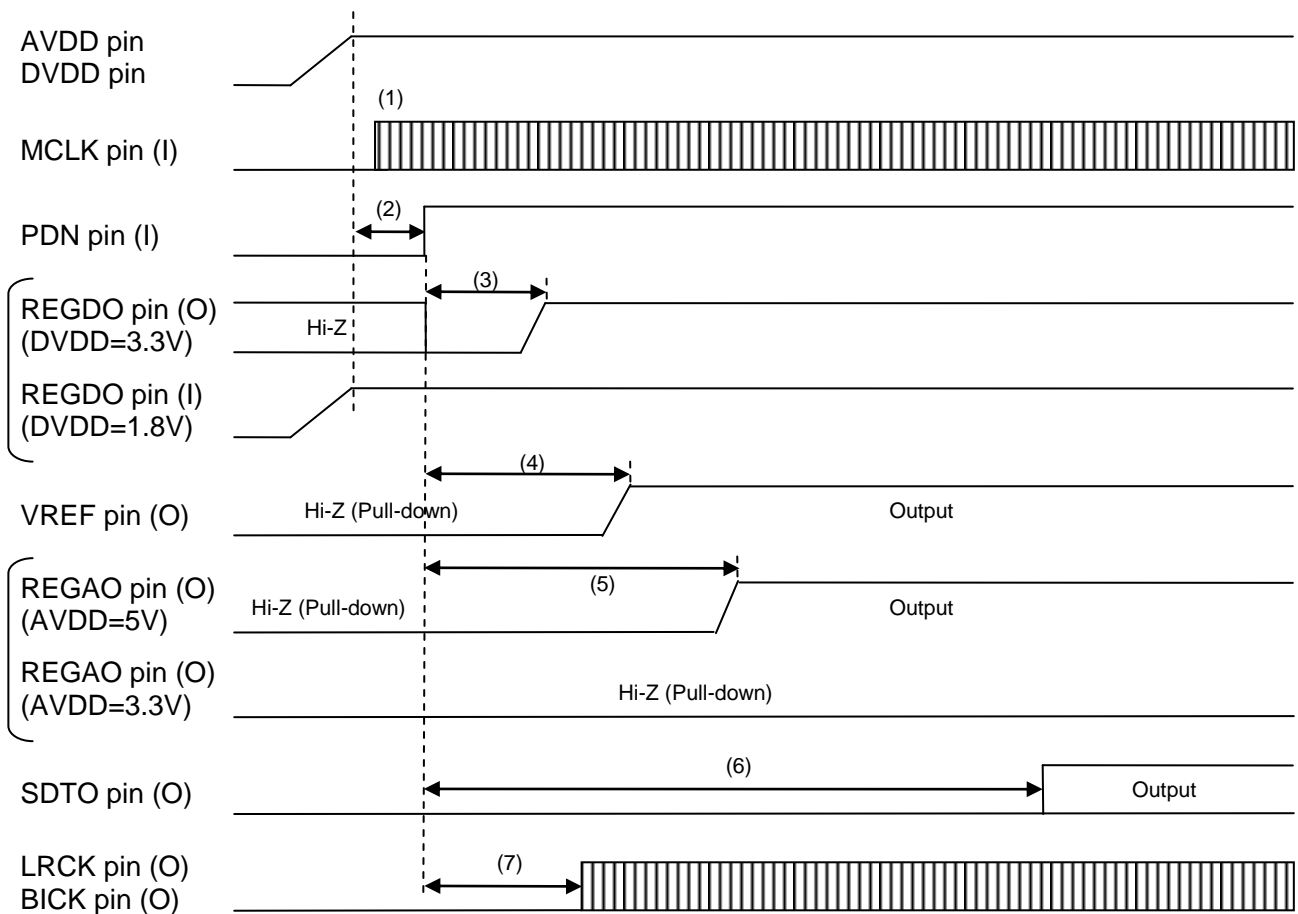 AVDD pin
DVDD pin
(1)
MCLK pin (I)
(2)
PDN pin (I)
(3)
REGDO pin (O)
(DVDD=3.3V)
Hi-Z
REGDO pin (I)
(DVDD=1.8V)
(4)
VREF pin (O)
Hi-Z (Pull-down)
Output
REGAO pin (O)
(AVDD=5V)
(5)
Hi-Z (Pull-down)
Output
REGAO pin (O)
(AVDD=3.3V)
Hi-Z (Pull-down)
(6)
SDTO pin (O)
Output
LRCK pin (O)
BICK pin (O)
(7)